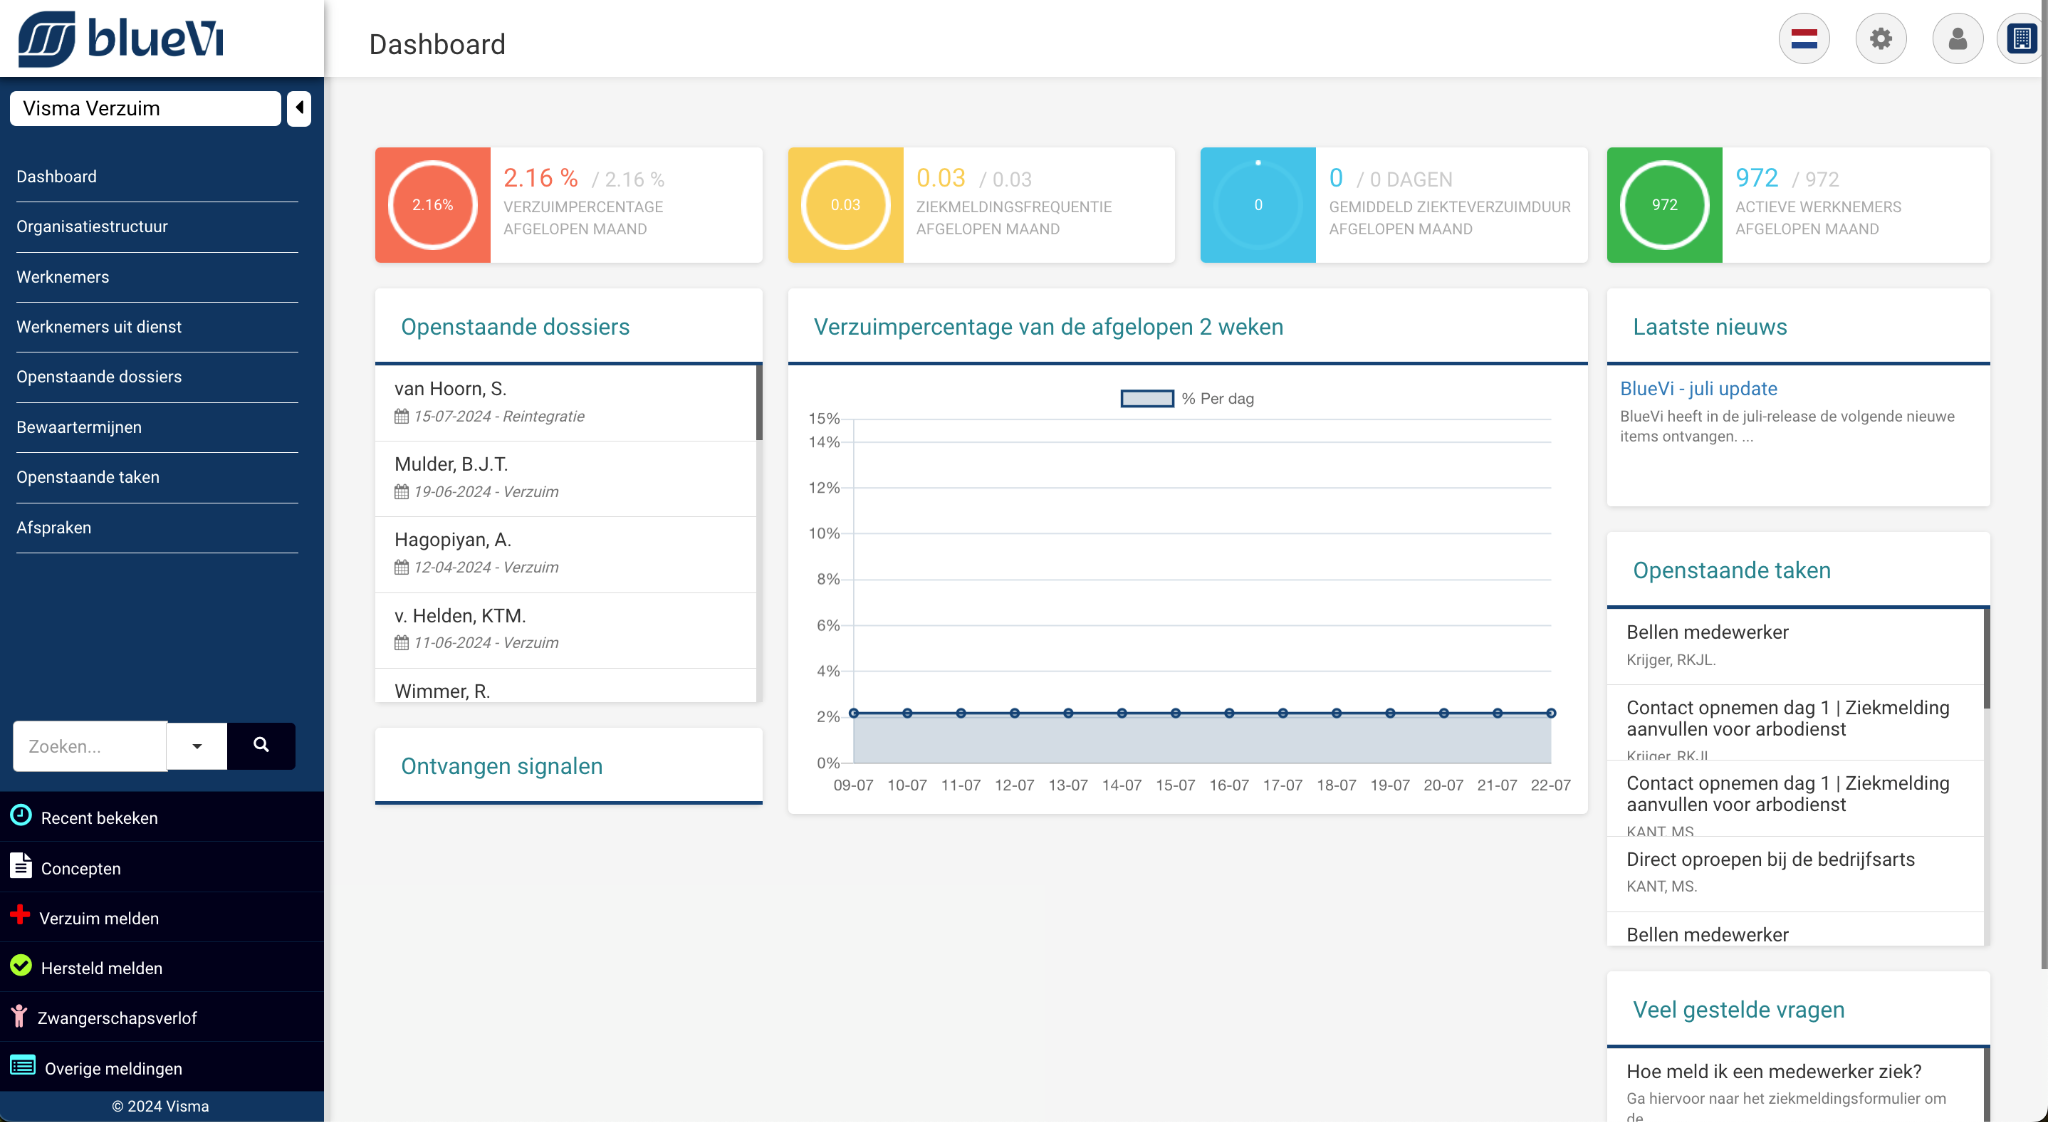 blueVi
Dashboard
Visma Verzuim
Dashboard
Organisatiestructuur
Werknemers
Werknemers uit dienst
Openstaande dossiers
Bewaartermijnen
Openstaande taken
Afspraken
Zoeken...
Recent bekeken
Concepten
Verzuim melden
Hersteld melden
Zwangerschapsverlof
Overige meldingen
© 2024 Visma
2.16%
2.16 % / 2.16 %
VERZUIMPERCENTAGE
AFGELOPEN MAAND
0.03
0.03 / 0.03
ZIEKMELDINGSFREQUENTIE
AFGELOPEN MAAND
0
0 / 0 DAGEN
GEMIDDELD ZIEKTEVERZUIMDUUR
AFGELOPEN MAAND
972
972 / 972
ACTIEVE WERKNEMERS
AFGELOPEN MAAND
Openstaande dossiers
van Hoorn, S.
15-07-2024 - Reintegratie
Mulder, B.J.T.
19-06-2024 - Verzuim
Hagopiyan, A.
12-04-2024 - Verzuim
v. Helden, KTM.
11-06-2024 - Verzuim
Wimmer, R.
Ontvangen signalen
Verzuimpercentage van de afgelopen 2 weken
% Per dag
15%
14%
12%
10%
8%
6%
4%
2%
0%
09-07 10-07 11-07 12-07 13-07 14-07 15-07 16-07 17-07 18-07 19-07 20-07 21-07 22-07
Laatste nieuws
BlueVi - juli update
BlueVi heeft in de juli-release de volgende nieuwe
items ontvangen. ...
Openstaande taken
Bellen medewerker
Krijger, RKJL.
Contact opnemen dag 1 | Ziekmelding
aanvullen voor arbodienst
Krijger, RKJL
Contact opnemen dag 1 | Ziekmelding
aanvullen voor arbodienst
KANT, MS
Direct oproepen bij de bedrijfsarts
KANT, MS.
Bellen medewerker
Veel gestelde vragen
Hoe meld ik een medewerker ziek?
Ga hiervoor naar het ziekmeldingsformulier om
de